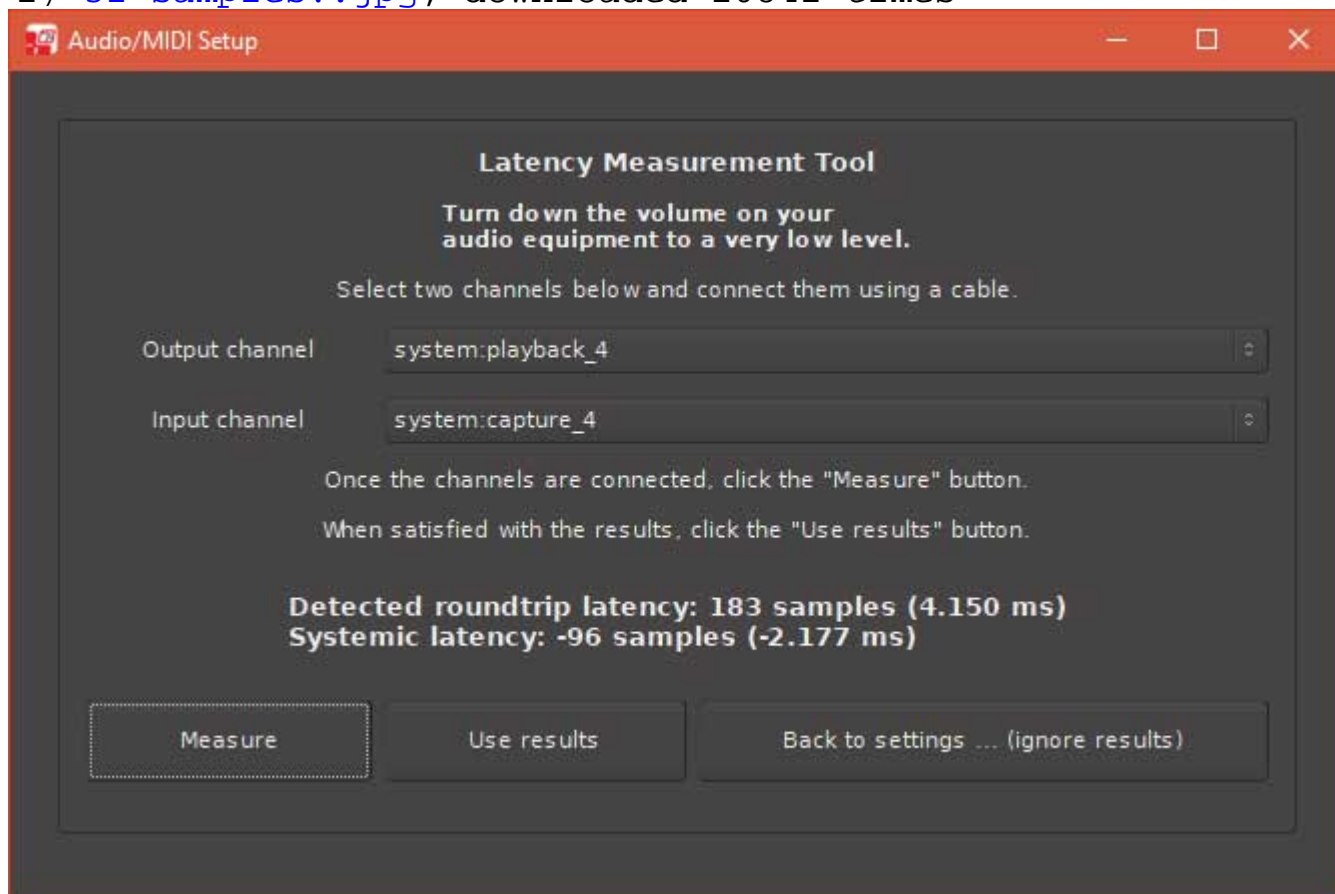 Audio/MIDI Setup
Latency Measurement Tool
Turn down the volume on your
audio equipment to a very low level.
Select two channels below and connect them using a cable.
Output channel system:playback_4
Input channel system:capture_4
Once the channels are connected, click the "Measure" button.
When satisfied with the results, click the "Use results" button.
Detected roundtrip latency: 183 samples (4.150 ms)
Systemic latency: -96 samples (-2.177 ms)
Measure Use results Back to settings ... (ignore results)